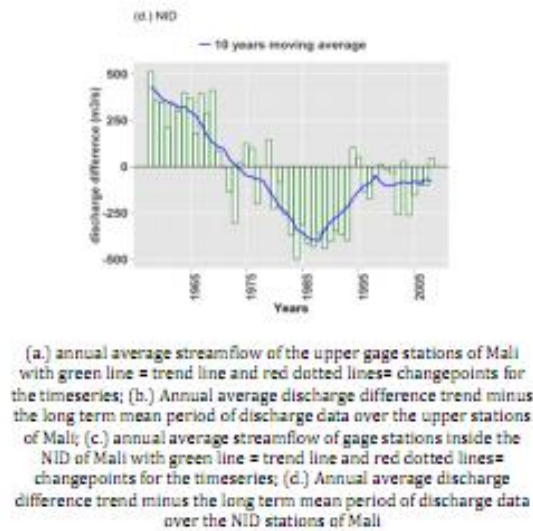 (d.) NID
10 years moving average
500
250
0
-250
-500
discharge difference (m3/s)
1965
1975
1985
1995
2005
Years
(a.) annual average streamflow of the upper gage stations of Mali
with green line = trend line and red dotted lines= changepoints for
the timeseries; (b.) Annual average discharge difference trend minus
the long term mean period of discharge data over the upper stations
of Mali; (c.) annual average streamflow of gage stations inside the
NID of Mali with green line = trend line and red dotted lines=
changepoints for the timeseries; (d.) Annual average discharge
difference trend minus the long term mean period of discharge data
over the NID stations of Mali